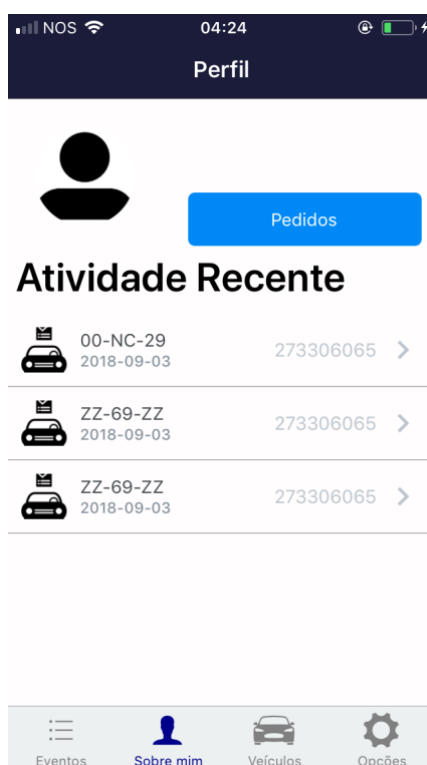 NOS 04:24
Perfil
Pedidos
Atividade Recente
00-NC-29
2018-09-03 273306065
ZZ-69-ZZ
2018-09-03 273306065
ZZ-69-ZZ
2018-09-03 273306065
Eventos Sobre mim Veículos Opções